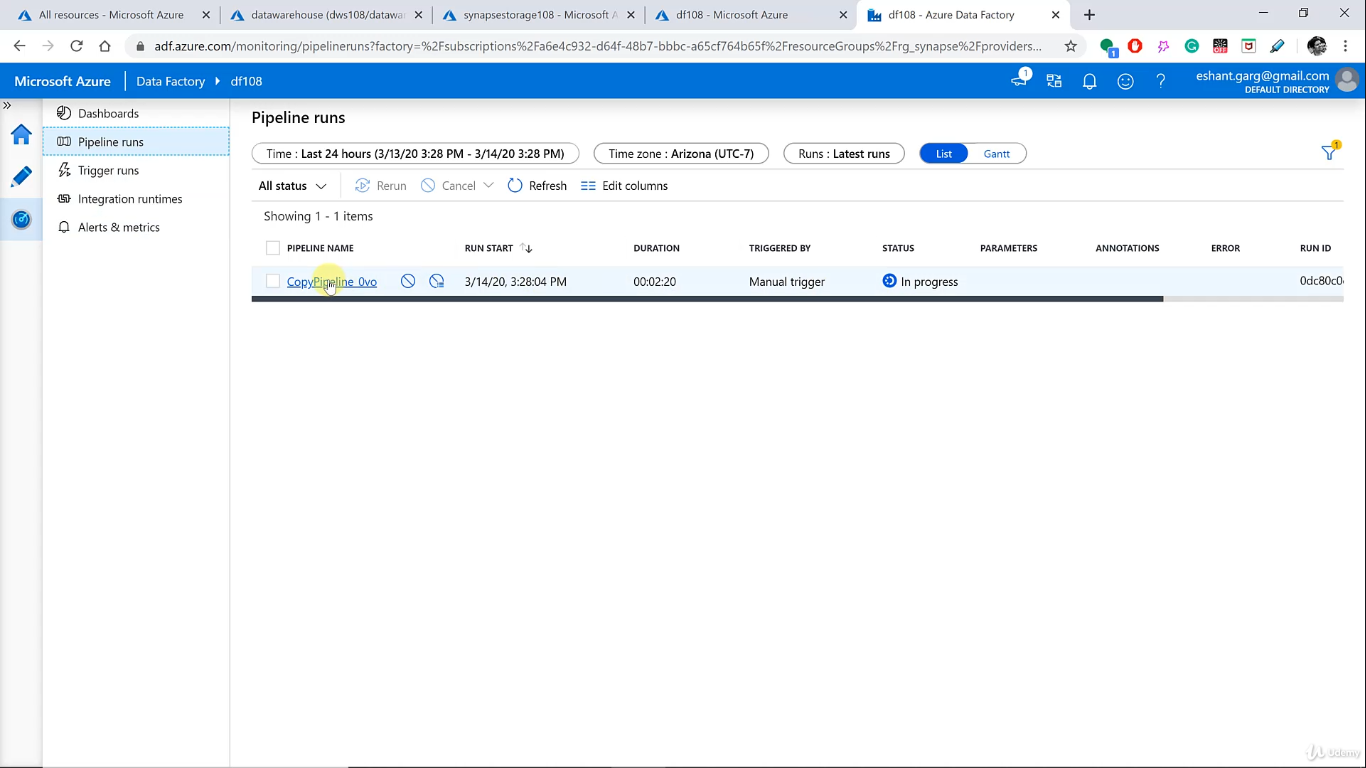 All resources - Microsoft Azure
datawarehouse (dws108/datawar
synapsestorage108 - Microsoft A
df108 - Microsoft Azure
df108 - Azure Data Factory
adf.azure.com/monitoring/pipelineruns?factory=%2Fsubscriptions%2Fa6e4c932-d64f-48b7-bbbc-a65cf764b65f%2FresourceGroups%2Frg_synapse%2Fproviders...
1
Microsoft Azure
Data Factory
df108
1
eshant.garg@gmail.com
DEFAULT DIRECTORY
Dashboards
Pipeline runs
Trigger runs
Integration runtimes
Alerts & metrics
Pipeline runs
Time : Last 24 hours (3/13/20 3:28 PM - 3/14/20 3:28 PM)
Time zone : Arizona (UTC-7)
Runs : Latest runs
List
Gantt
1
All status
Rerun
Cancel
Refresh
Edit columns
Showing 1 - 1 items
PIPELINE NAME RUN START DURATION TRIGGERED BY STATUS PARAMETERS ANNOTATIONS ERROR RUN ID
CopyPipeline_0vo 3/14/20, 3:28:04 PM 00:02:20 Manual trigger In progress 0dc80c0
Udemy